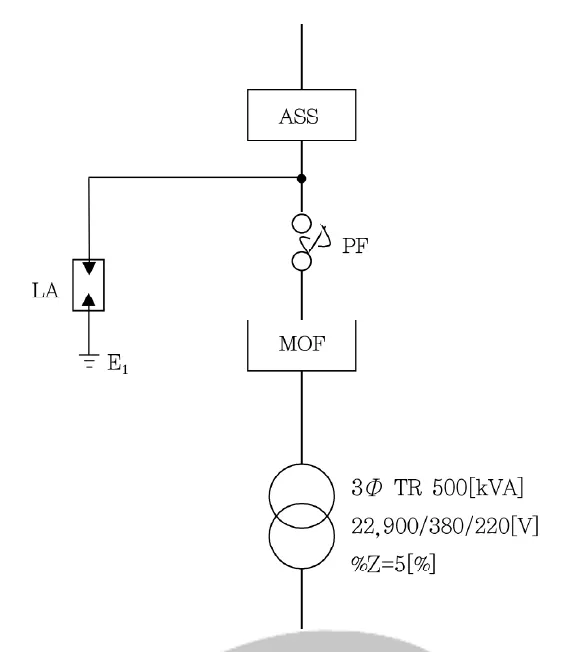 ASS
PF
LA
MOF
E₁
3Φ TR 500[kVA]
22,900/380/220[V]
%Z=5[%]